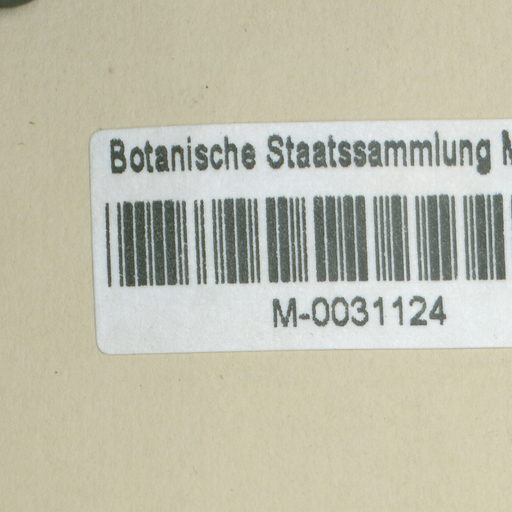 Botanische Staatssammlung
M-0031124